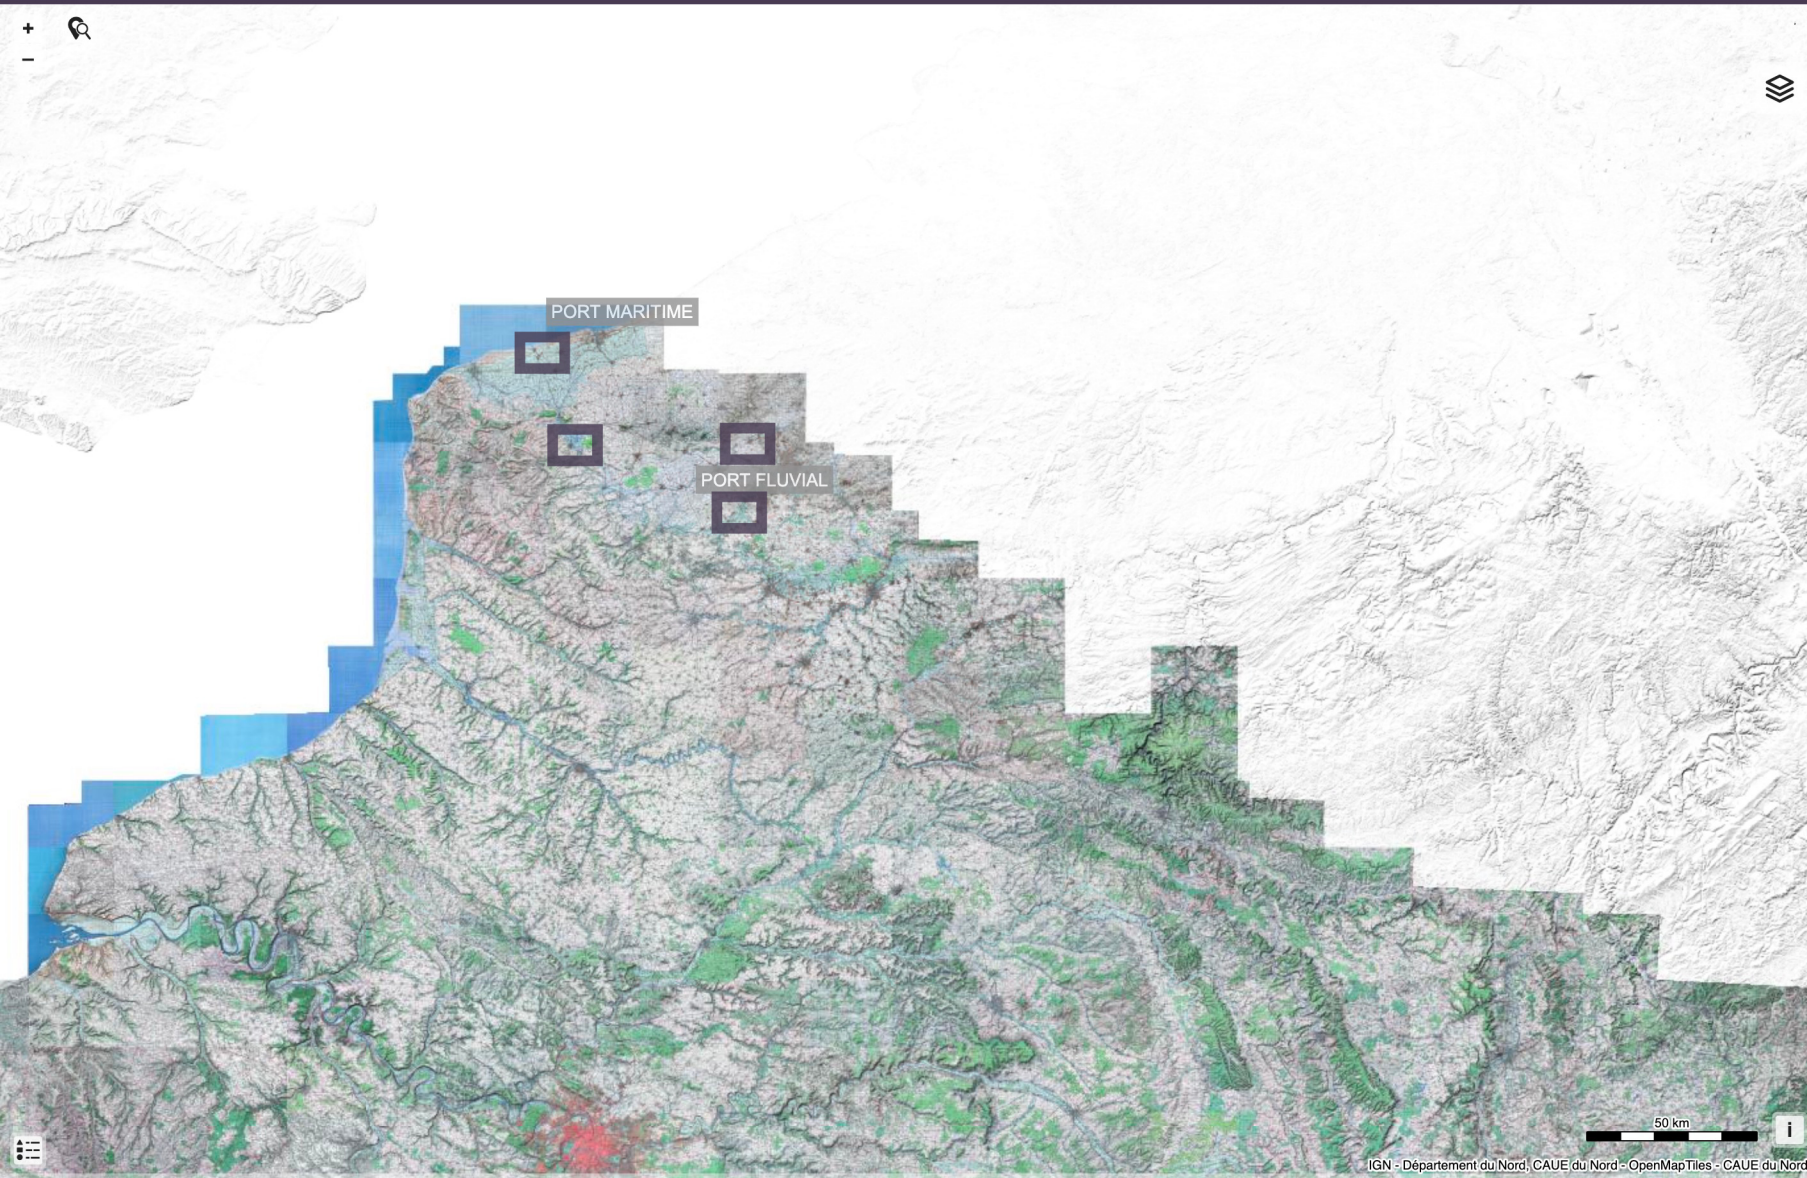 +
−
PORT MARITIME
PORT FLUVIAL
50 km
i
IGN - Département du Nord, CAUE du Nord - OpenMapTiles - CAUE du Nord